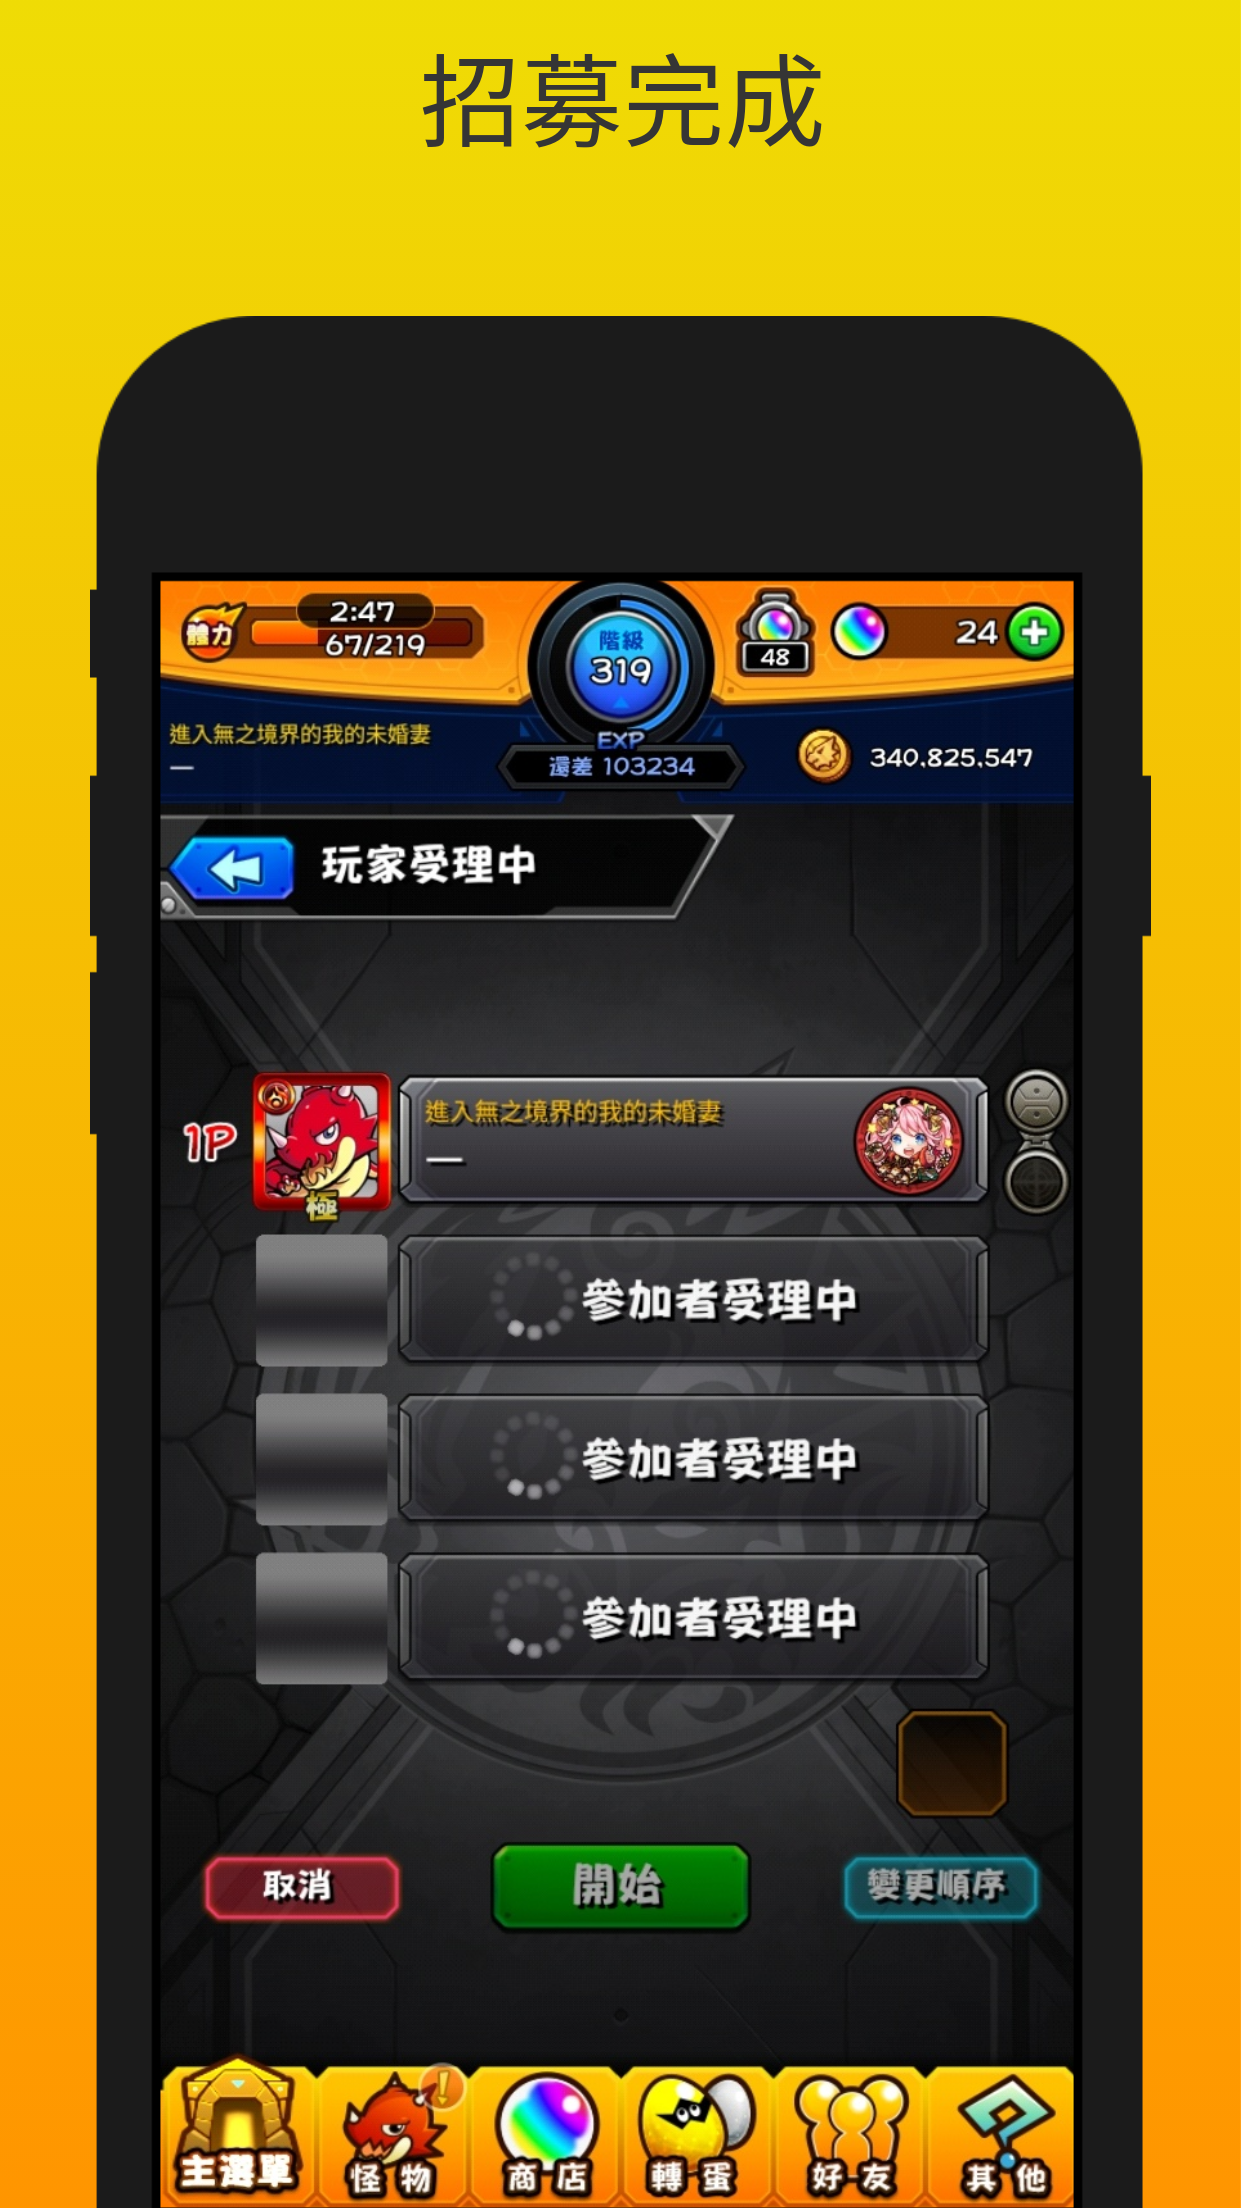 招募完成
2:47
體力
67/219
階級
319
48
24
進入無之境界的我的未婚妻
一
EXP
還差 103234
340,825,547
玩家受理中
1P
極
進入無之境界的我的未婚妻
一
參加者受理中
參加者受理中
參加者受理中
取消
開始
變更順序
主選單
怪物
商店
轉蛋
好友
其他